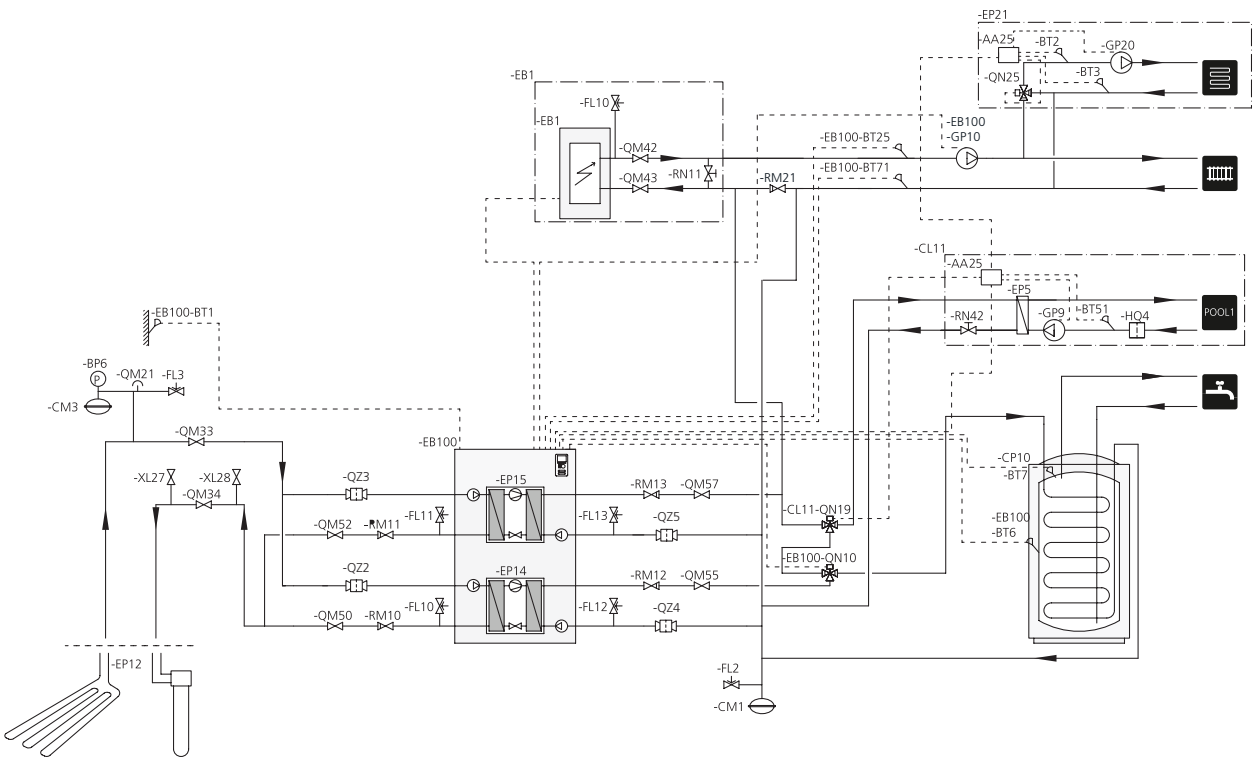 -EP21
-AA25
-BT2
-GP20
-BT3
-QN25
-EB1
-FL10
-EB1
-QM42
-QM43
-RN11
-RM21
-EB100-BT25
-EB100-BT71
-EB100
-GP10
-CL11
-AA25
-EP5
-RN42
-GP9
-BT51
-HQ4
POOL1
-EB100-BT1
-BP6
P
-QM21
-FL3
-CM3
-QM33
-XL27
-XL28
-QM34
-EB100
-QZ3
-EP15
-RM13
-QM57
-QM52
-RM11
-FL11
-FL13
-QZ5
-CL11-QN19
-EB100-QN10
-QZ2
-EP14
-RM12
-QM55
-QM50
-RM10
-FL10
-FL12
-QZ4
-CP10
-BT7
-EB100
-BT6
-EP12
-FL2
-CM1